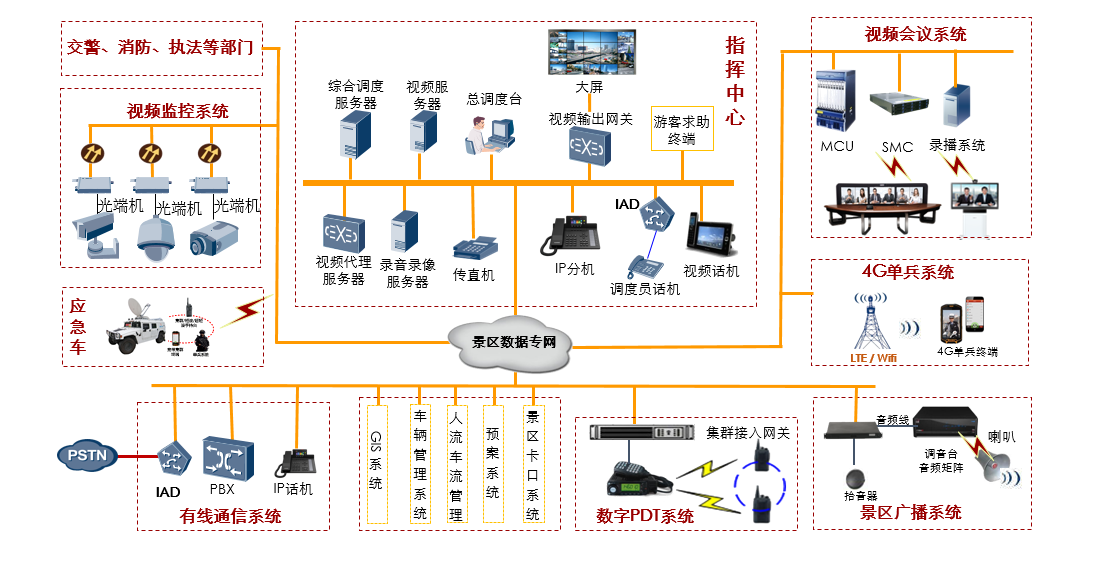 交警、消防、执法等部门
视频监控系统
光端机
光端机
光端机
应
急
车
指
挥
中
心
综合调度
服务器
视频服
务器
总调度台
大屏
视频输出网关
游客求助
终端
视频代理
服务器
录音录像
服务器
传直机
IP分机
IAD
调度员话机
视频话机
视频会议系统
MCU
SMC
录播系统
4G单兵系统
LTE / Wifi
4G单兵终端
景区数据专网
PSTN
IAD
PBX
IP话机
有线通信系统
GIS系统
车辆管理系统
人流车流管理
预案系统
景区卡口系统
集群接入网关
数字PDT系统
音频线
调音台
音频矩阵
喇叭
拾音器
景区广播系统